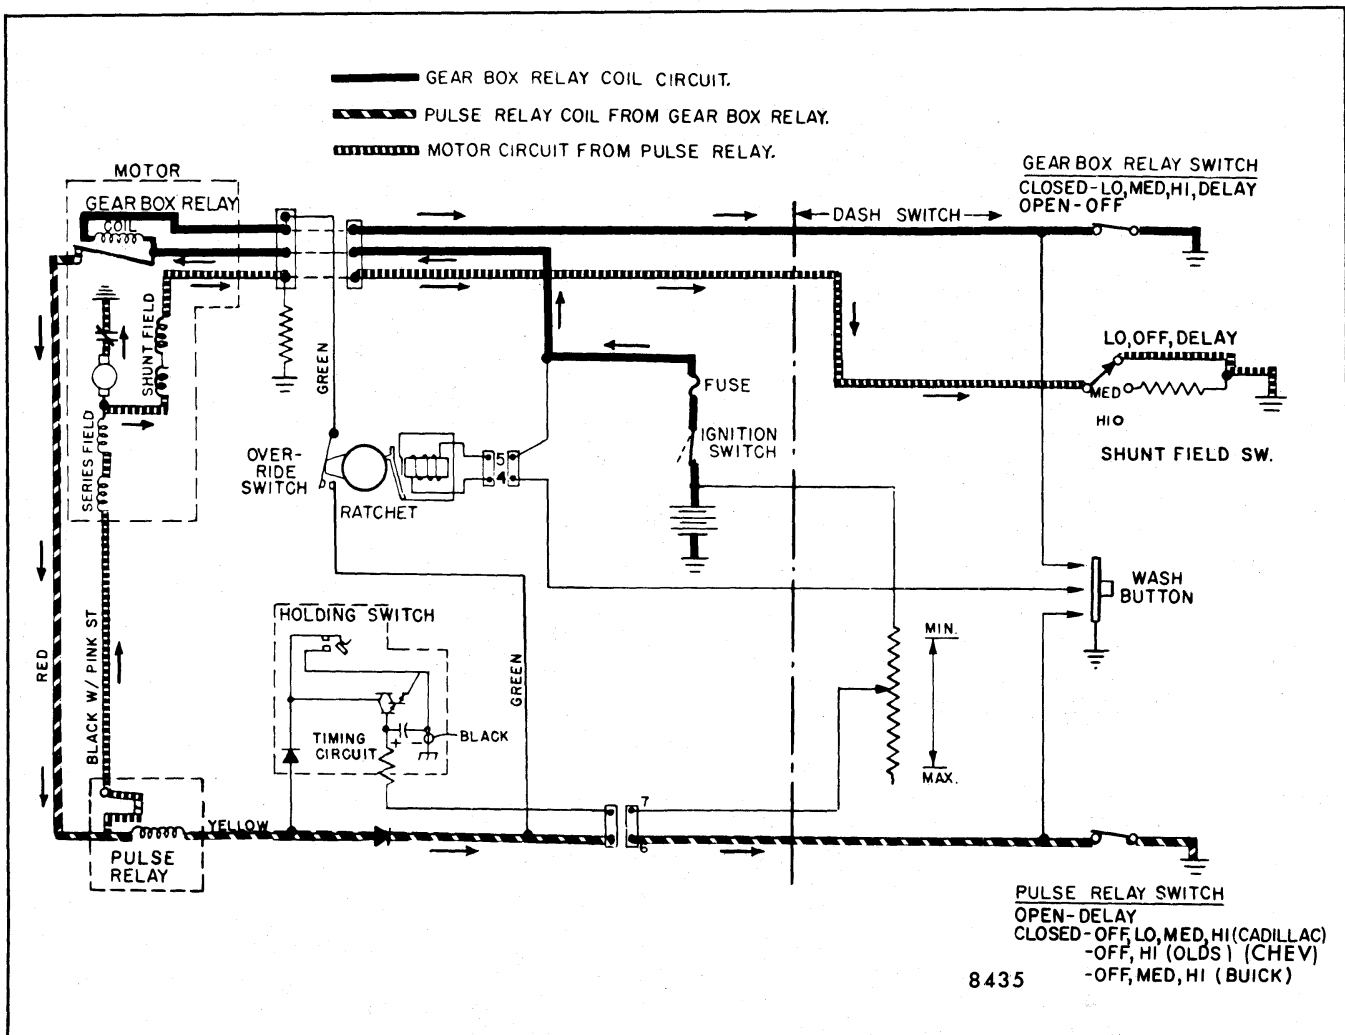 GEAR BOX RELAY COIL CIRCUIT.
PULSE RELAY COIL FROM GEAR BOX RELAY.
MOTOR CIRCUIT FROM PULSE RELAY.
MOTOR
GEAR BOX RELAY
COIL
GEAR BOX RELAY SWITCH
CLOSED-LO, MED, HI, DELAY
OPEN-OFF
DASH SWITCH
SHUNT FIELD
GREEN
LO, OFF, DELAY
MED
HI
SHUNT FIELD SW.
FUSE
IGNITION
SWITCH
SERIES FIELD
OVER-
RIDE
SWITCH
RATCHET
5
4
WASH
BUTTON
HOLDING SWITCH
MIN.
RED
BLACK W/ PINK ST
GREEN
TIMING
CIRCUIT
+ -
BLACK
MAX.
7
YELLOW
6
PULSE
RELAY
PULSE RELAY SWITCH
OPEN-DELAY
CLOSED-OFF, LO, MED, HI (CADILLAC)
-OFF, HI (OLDS) (CHEV)
-OFF, MED, HI (BUICK)
8435